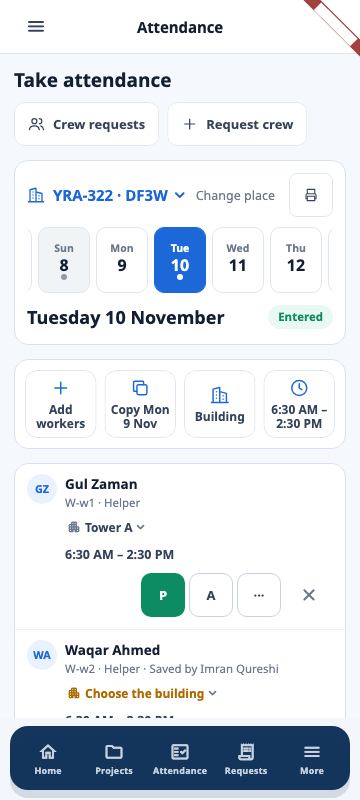 Attendance
Take attendance
Crew requests
Request crew
YRA-322 · DF3W
Change place
Sun
8
Mon
9
Tue
10
Wed
11
Thu
12
Tuesday 10 November
Entered
Add
workers
Copy Mon
9 Nov
Building
6:30 AM –
2:30 PM
GZ
Gul Zaman
W-w1 · Helper
Tower A
6:30 AM – 2:30 PM
P
A
···
WA
Waqar Ahmed
W-w2 · Helper · Saved by Imran Qureshi
Choose the building
Home
Projects
Attendance
Requests
More